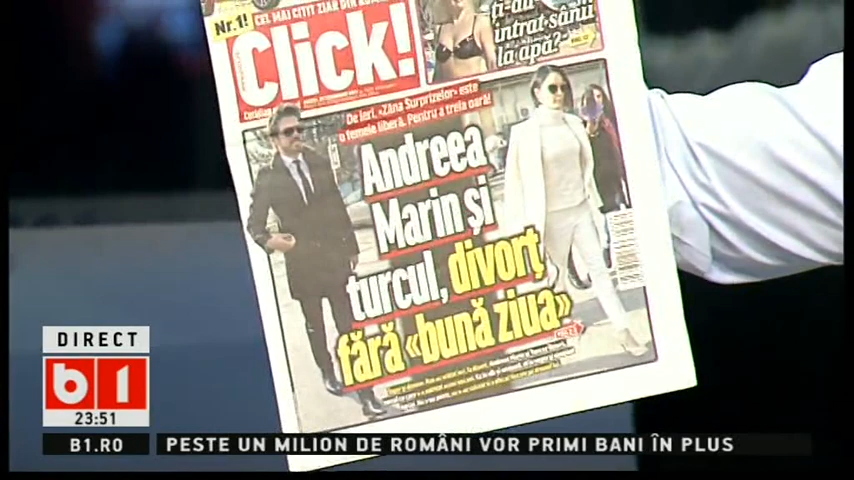 Nr.1!
CEL MAI CITIT ZIAR DIN
Click!
ți-au
intrat sânii
la apă?
De ieri, «Zâna Surprizelor» este
o femeie liberă. Pentru a treia oară!
Andreea
Marin și
turcul, divorț
fără «bună ziua»
DIRECT
b1
23:51
B1.RO
PESTE UN MILION DE ROMÂNI VOR PRIMI BANI ÎN PLUS